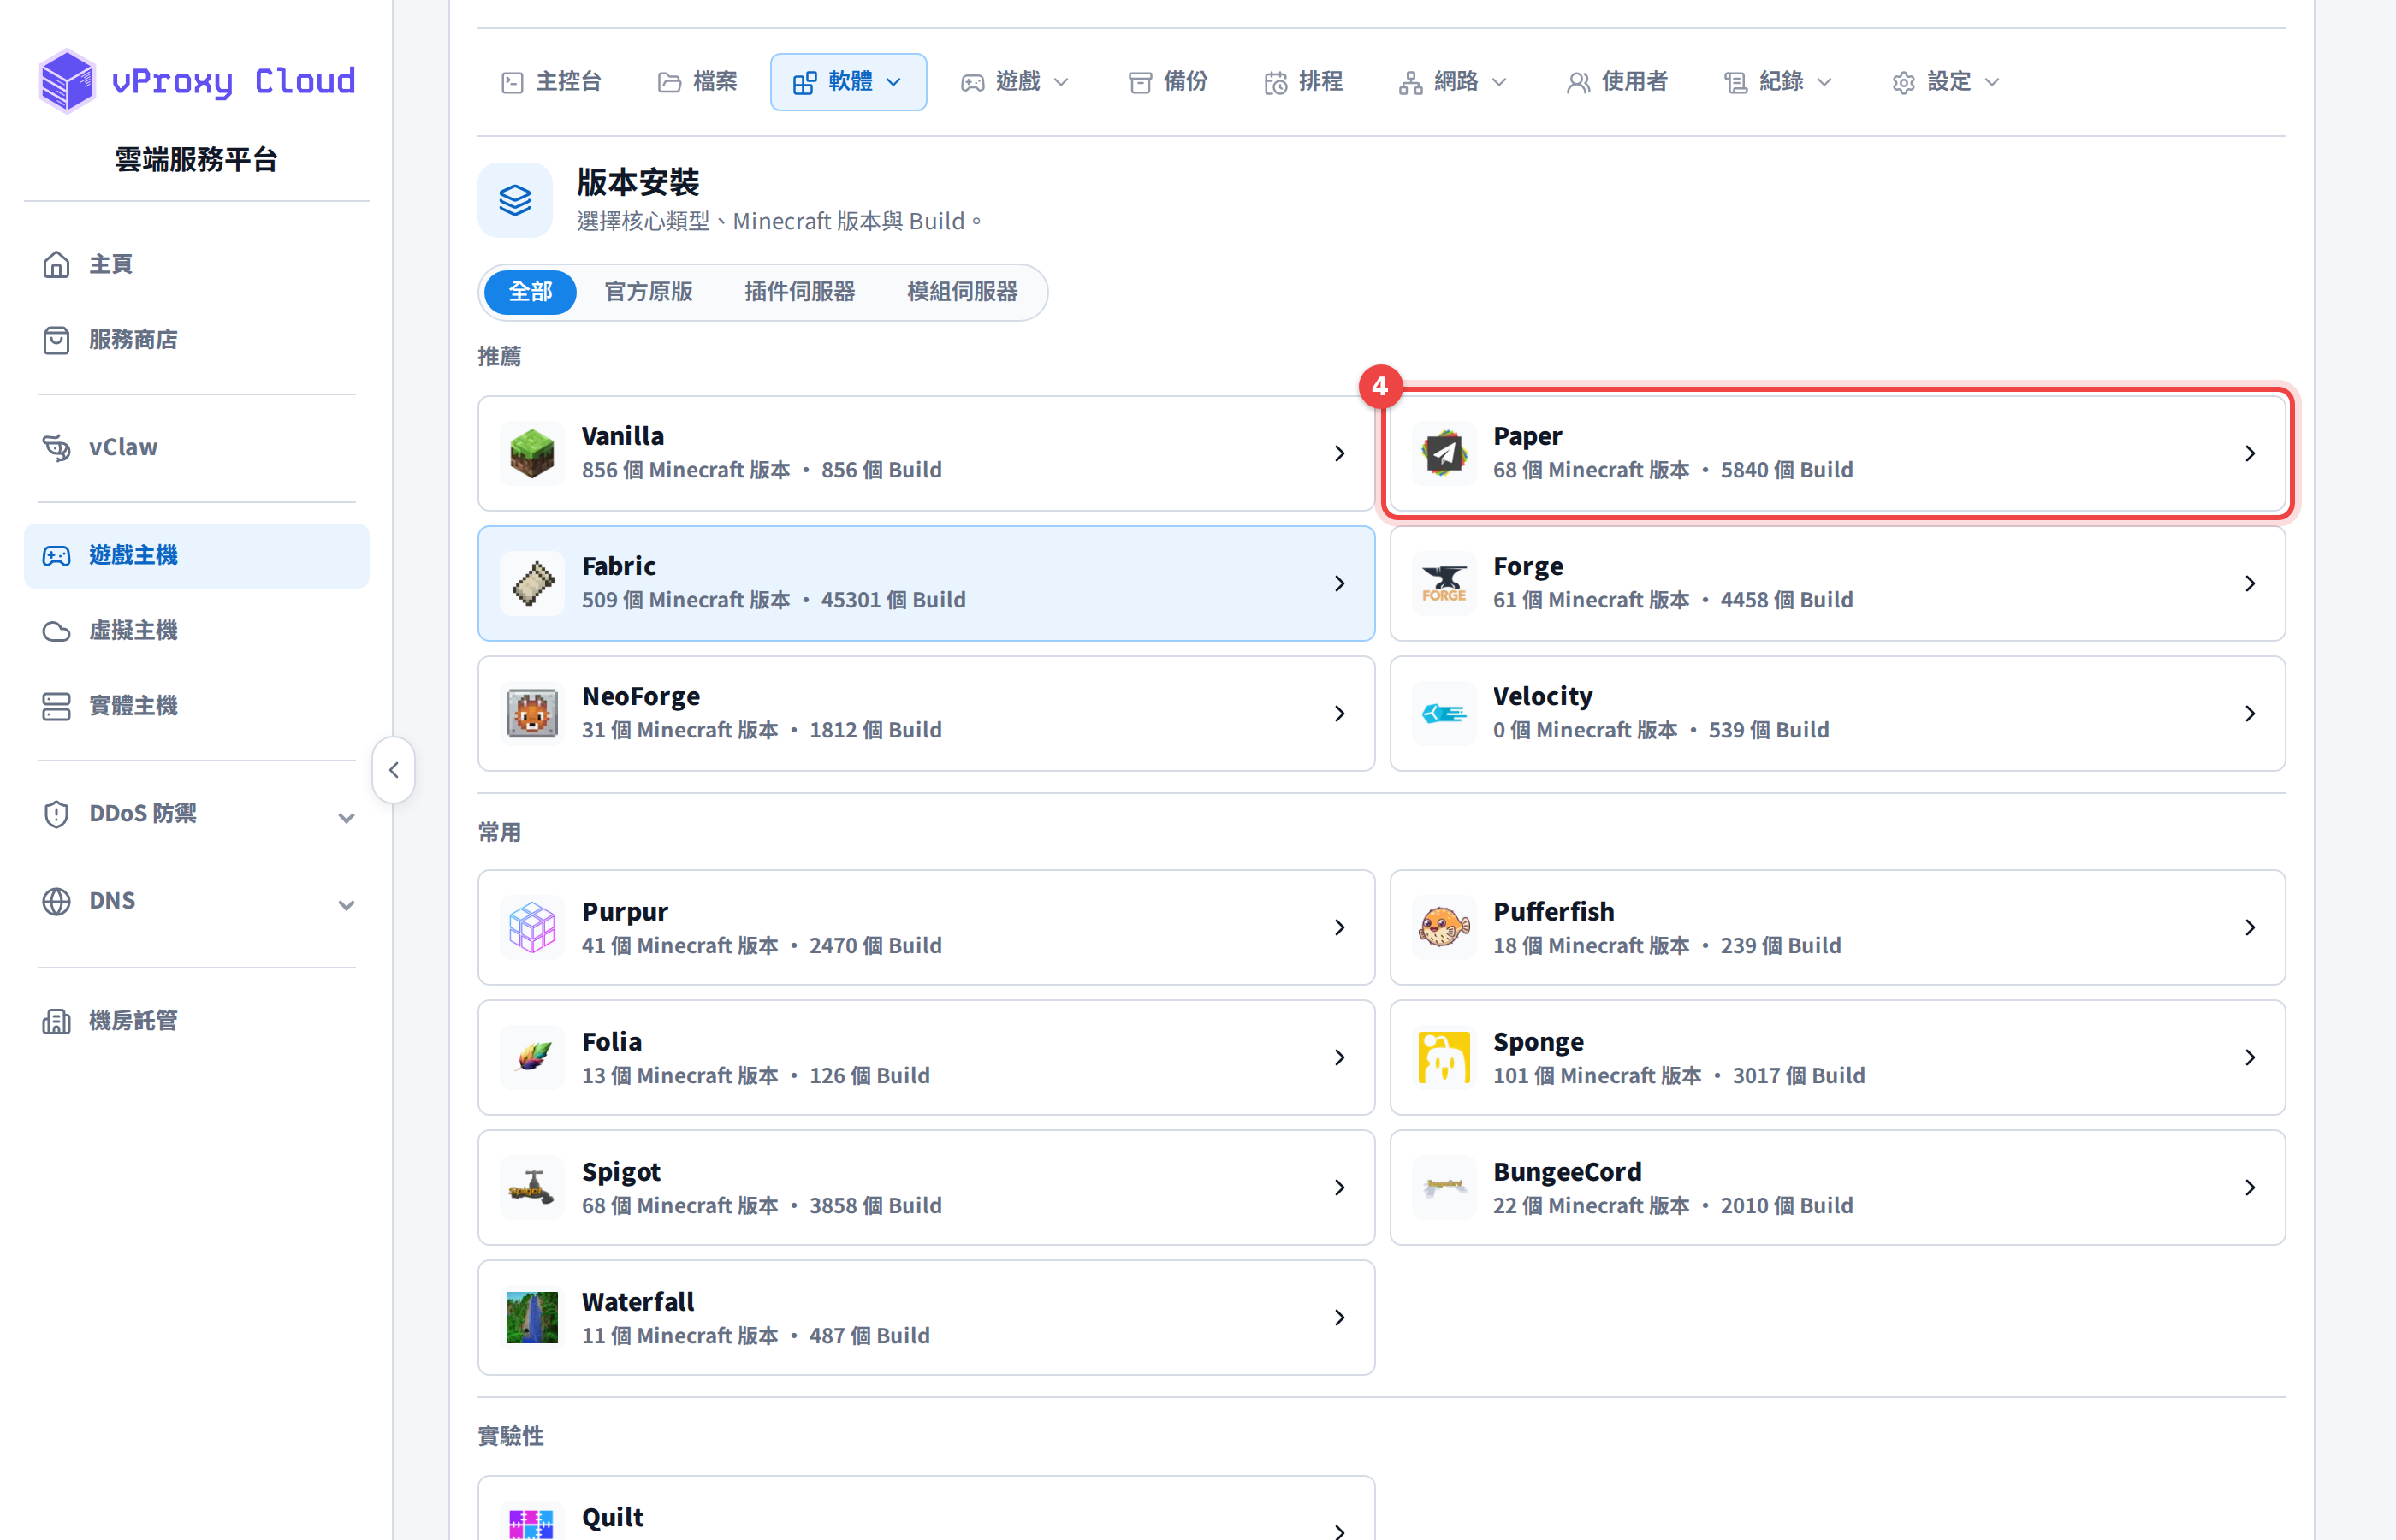 vProxy Cloud
雲端服務平台
主頁
服務商店
vClaw
遊戲主機
虛擬主機
實體主機
DDoS 防禦
DNS
機房託管
主控台
檔案
軟體
遊戲
備份
排程
網路
使用者
紀錄
設定
版本安裝
選擇核心類型、Minecraft 版本與 Build。
全部
官方原版
插件伺服器
模組伺服器
推薦
4
Vanilla
856 個 Minecraft 版本 • 856 個 Build
Paper
68 個 Minecraft 版本 • 5840 個 Build
Fabric
509 個 Minecraft 版本 • 45301 個 Build
Forge
61 個 Minecraft 版本 • 4458 個 Build
FORGE
NeoForge
31 個 Minecraft 版本 • 1812 個 Build
Velocity
0 個 Minecraft 版本 • 539 個 Build
常用
Purpur
41 個 Minecraft 版本 • 2470 個 Build
Pufferfish
18 個 Minecraft 版本 • 239 個 Build
Folia
13 個 Minecraft 版本 • 126 個 Build
Sponge
101 個 Minecraft 版本 • 3017 個 Build
Spigot
Spigot
68 個 Minecraft 版本 • 3858 個 Build
BungeeCord
BungeeCord
22 個 Minecraft 版本 • 2010 個 Build
Waterfall
11 個 Minecraft 版本 • 487 個 Build
實驗性
Quilt